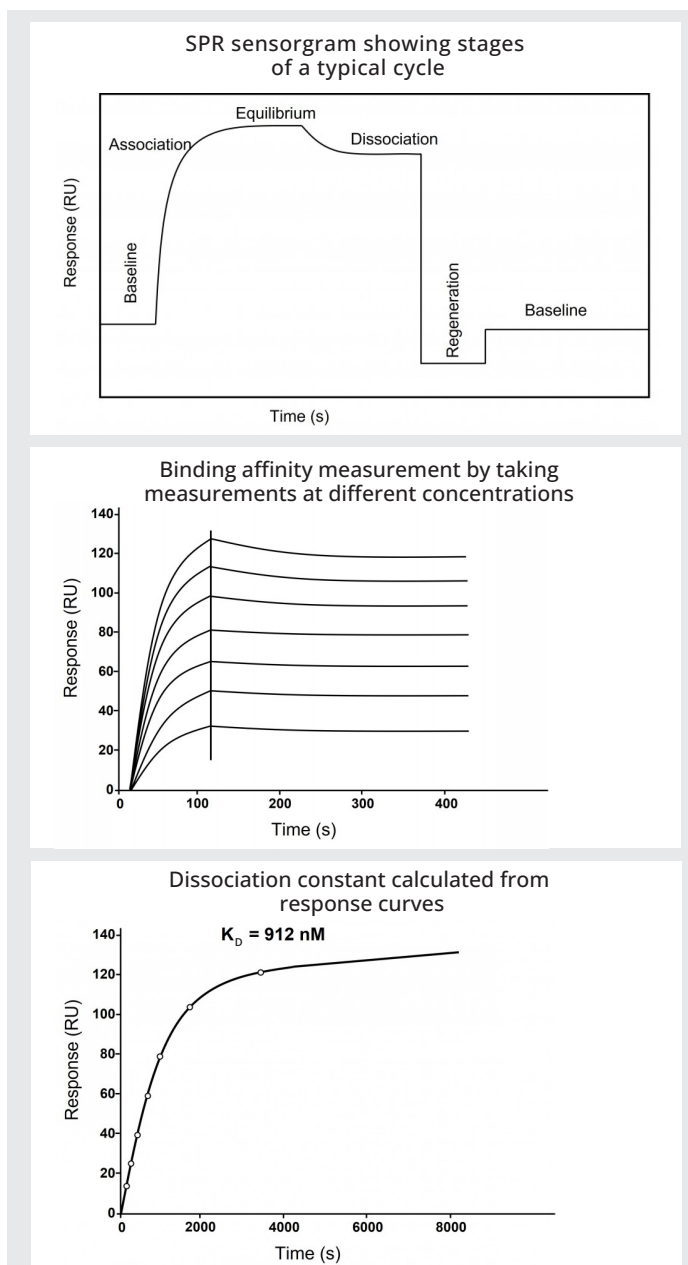 SPR sensorgram showing stages
of a typical cycle
Equilibrium
Association
Dissociation
Response (RU)
Baseline
Regeneration
Baseline
Time (s)
Binding affinity measurement by taking
measurements at different concentrations
140
120
100
80
60
40
20
0
Response (RU)
0 100 200 300 400
Time (s)
Dissociation constant calculated from
response curves
K_D = 912 nM
140
120
100
80
60
40
20
0
Response (RU)
0 2000 4000 6000 8000
Time (s)